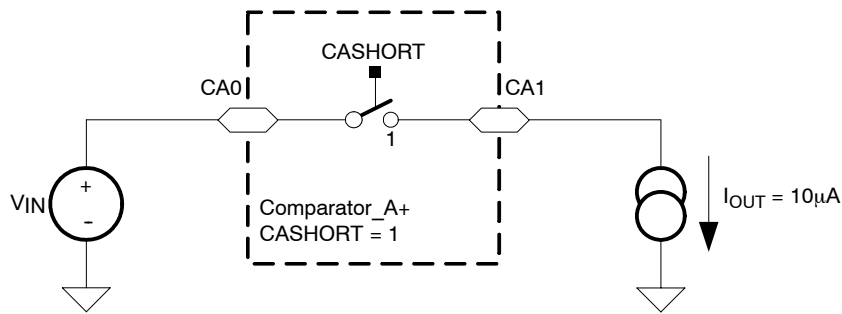 CASHORT
CA0
CA1
1
VIN
+
-
Comparator_A+
CASHORT = 1
IOUT = 10μA